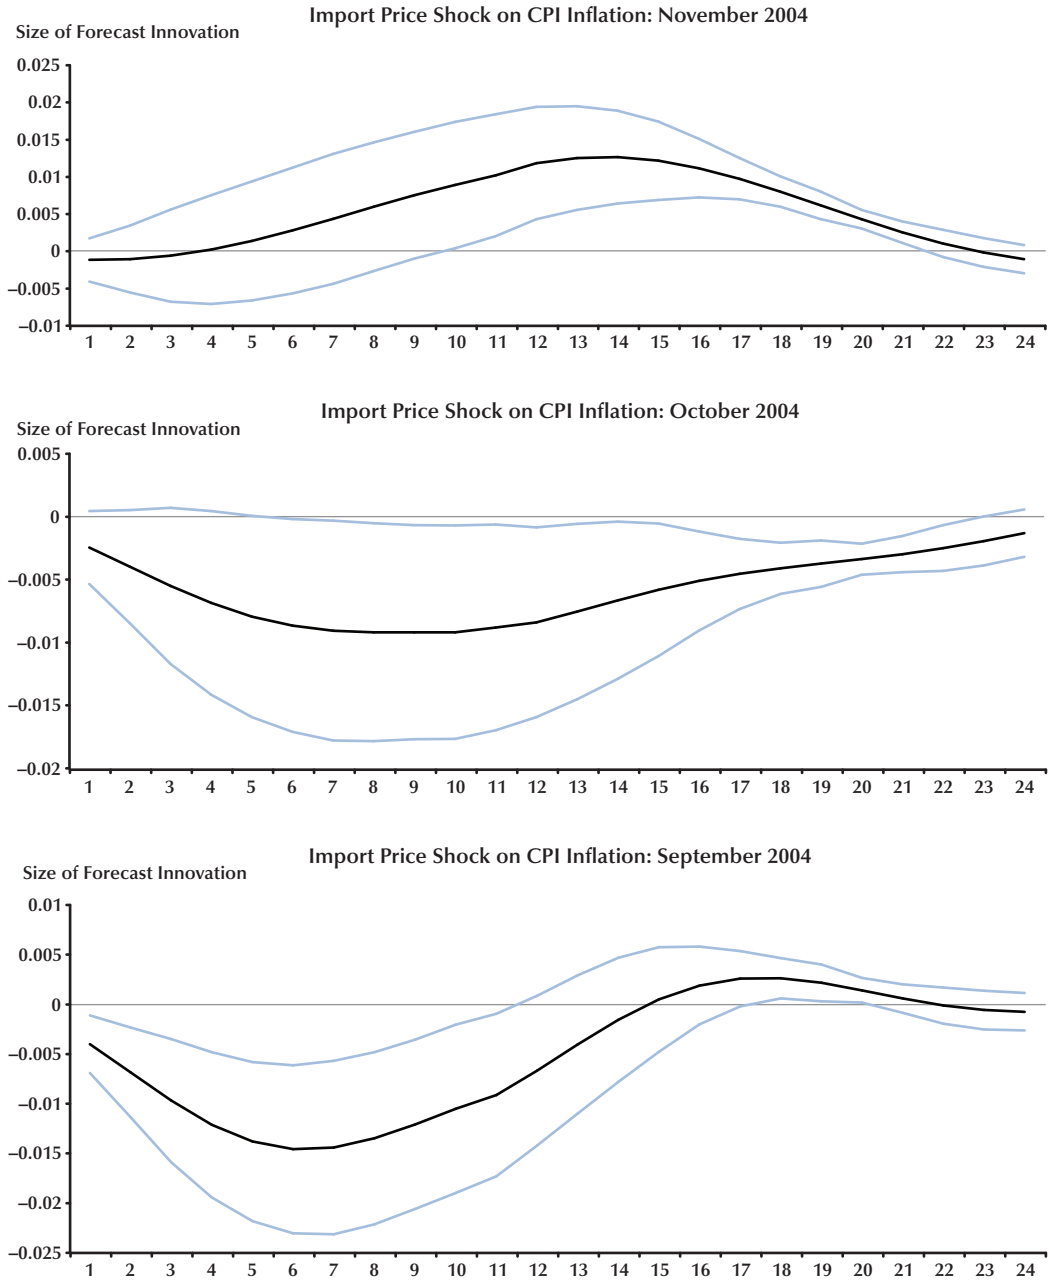 Import Price Shock on CPI Inflation: November 2004
Size of Forecast Innovation
0.025
0.02
0.015
0.01
0.005
0
–0.005
–0.01
1 2 3 4 5 6 7 8 9 10 11 12 13 14 15 16 17 18 19 20 21 22 23 24
Import Price Shock on CPI Inflation: October 2004
Size of Forecast Innovation
0.005
0
–0.005
–0.01
–0.015
–0.02
1 2 3 4 5 6 7 8 9 10 11 12 13 14 15 16 17 18 19 20 21 22 23 24
Import Price Shock on CPI Inflation: September 2004
Size of Forecast Innovation
0.01
0.005
0
–0.005
–0.01
–0.015
–0.02
–0.025
1 2 3 4 5 6 7 8 9 10 11 12 13 14 15 16 17 18 19 20 21 22 23 24